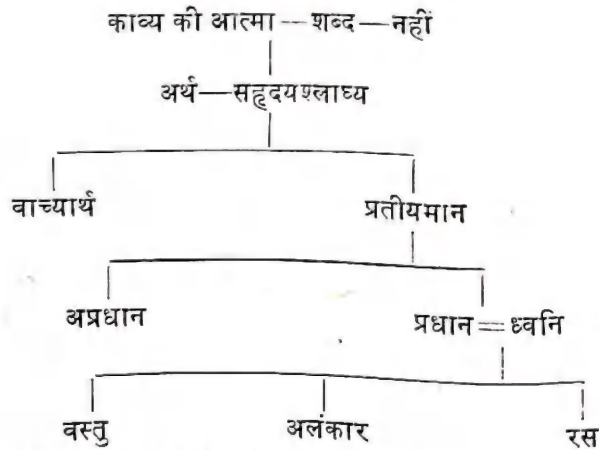 काव्य की आत्मा — शब्द — नहीं
अर्थ — सहृदयश्लाघ्य
वाच्यार्थ प्रतीयमान
अप्रधान प्रधान = ध्वनि
वस्तु अलंकार रस